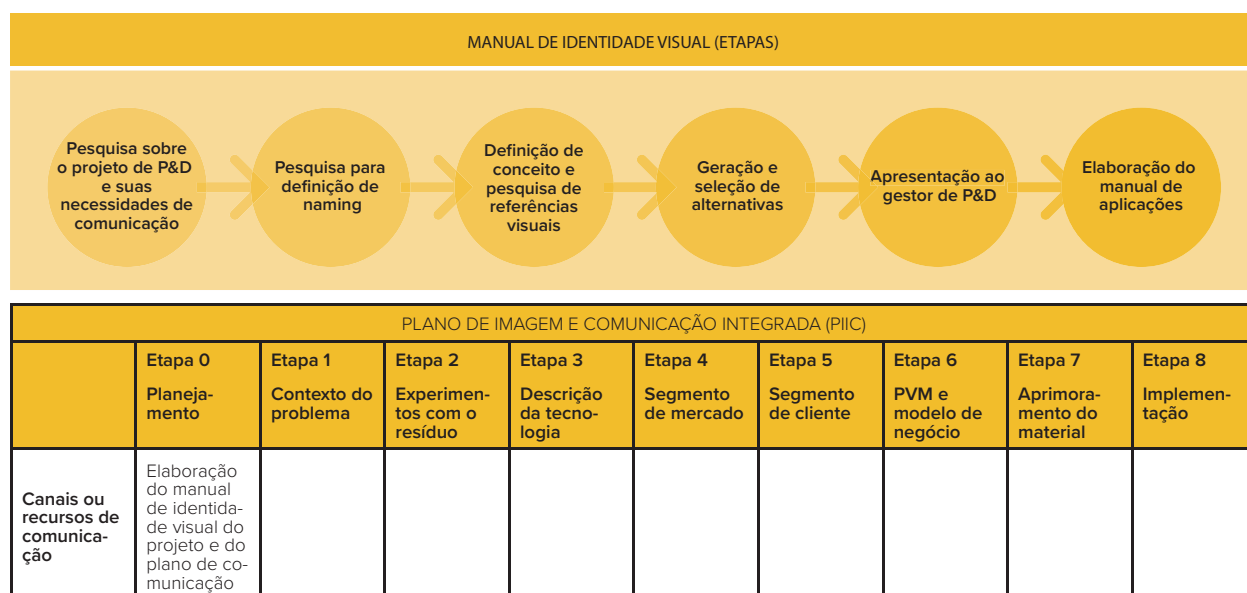 MANUAL DE IDENTIDADE VISUAL (ETAPAS)
Pesquisa sobre
o projeto de P&D
e suas
necessidades de
comunicação
Pesquisa para
definição de
naming
Definição de
conceito e
pesquisa de
referências
visuais
Geração e
seleção de
alternativas
Apresentação ao
gestor de P&D
Elaboração do
manual de
aplicações
PLANO DE IMAGEM E COMUNICAÇÃO INTEGRADA (PIIC)
Etapa 0
Planeja-
mento
Etapa 1
Contexto do
problema
Etapa 2
Experimen-
tos com o
resíduo
Etapa 3
Descrição
da tecno-
logia
Etapa 4
Segmento
de mercado
Etapa 5
Segmento
de cliente
Etapa 6
PVM e
modelo de
negócio
Etapa 7
Aprimora-
mento do
material
Etapa 8
Implemen-
tação
Canais ou
recursos de
comunica-
ção
Elaboração
do manual
de identida-
de visual do
projeto e do
plano de co-
municação